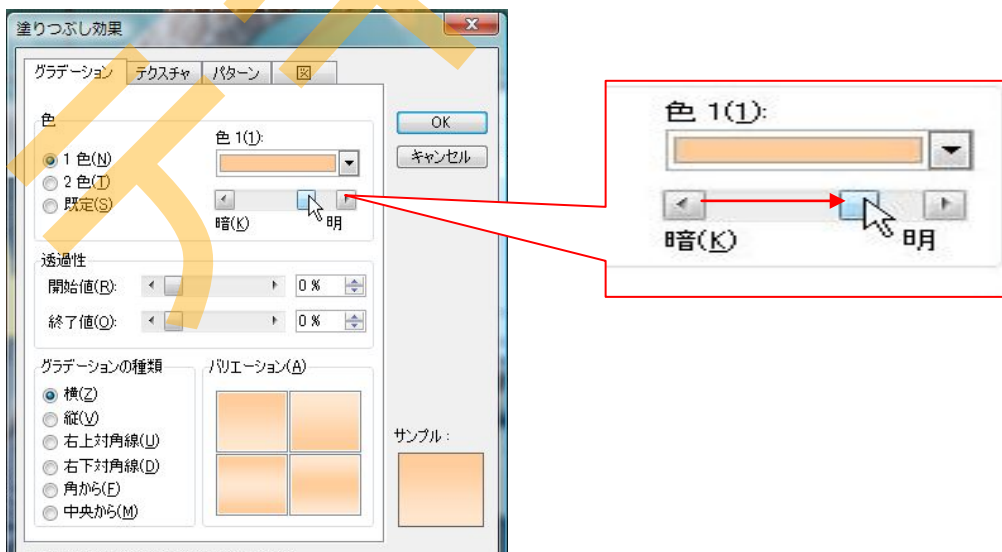 塗りつぶし効果
グラデーション テクスチャ パターン 図
色
1 色(N)
2 色(T)
既定(S)
色 1(1):
暗(K) 明
OK
キャンセル
透過性
開始値(R): 0 %
終了値(O): 0 %
グラデーションの種類
横(Z)
縦(V)
右上対角線(U)
右下対角線(D)
角から(F)
中央から(M)
バリエーション(A)
サンプル :
色 1(1):
暗(K) 明